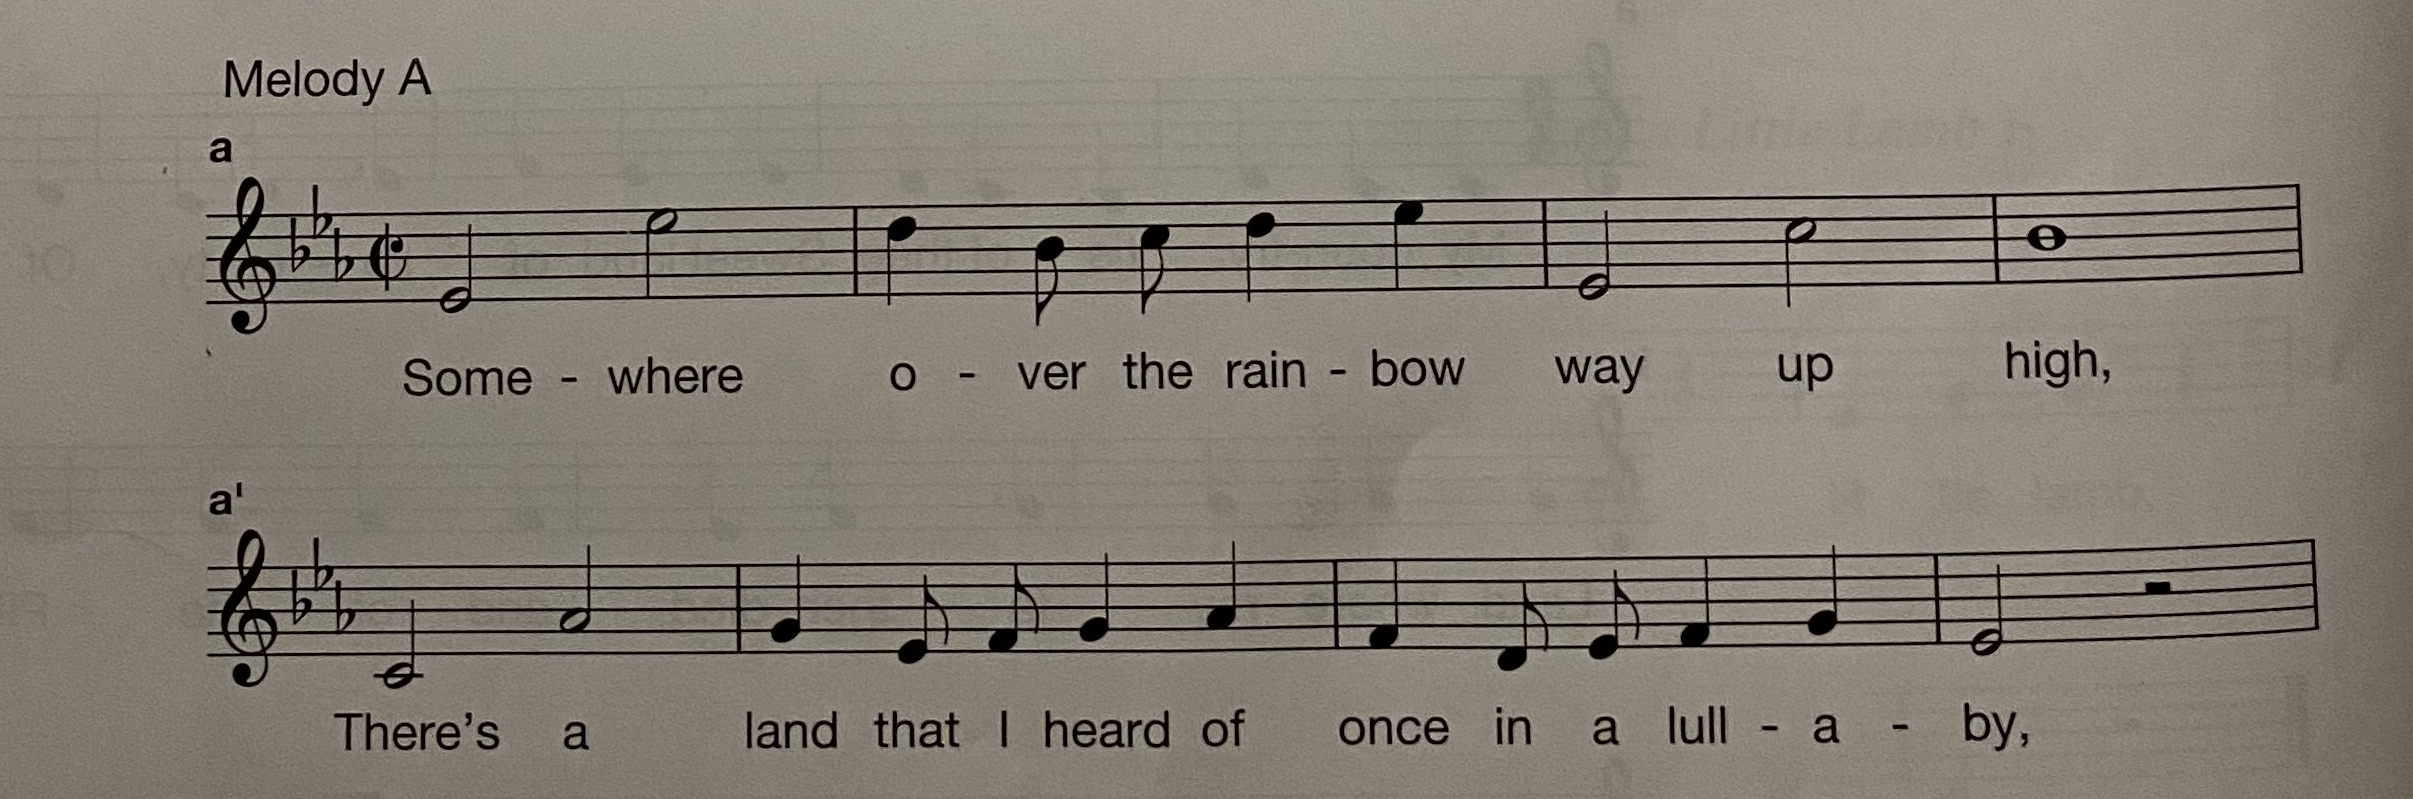 Melody A
a
Some - where o - ver the rain - bow way up high,
a'
There's a land that I heard of once in a lull - a - by,